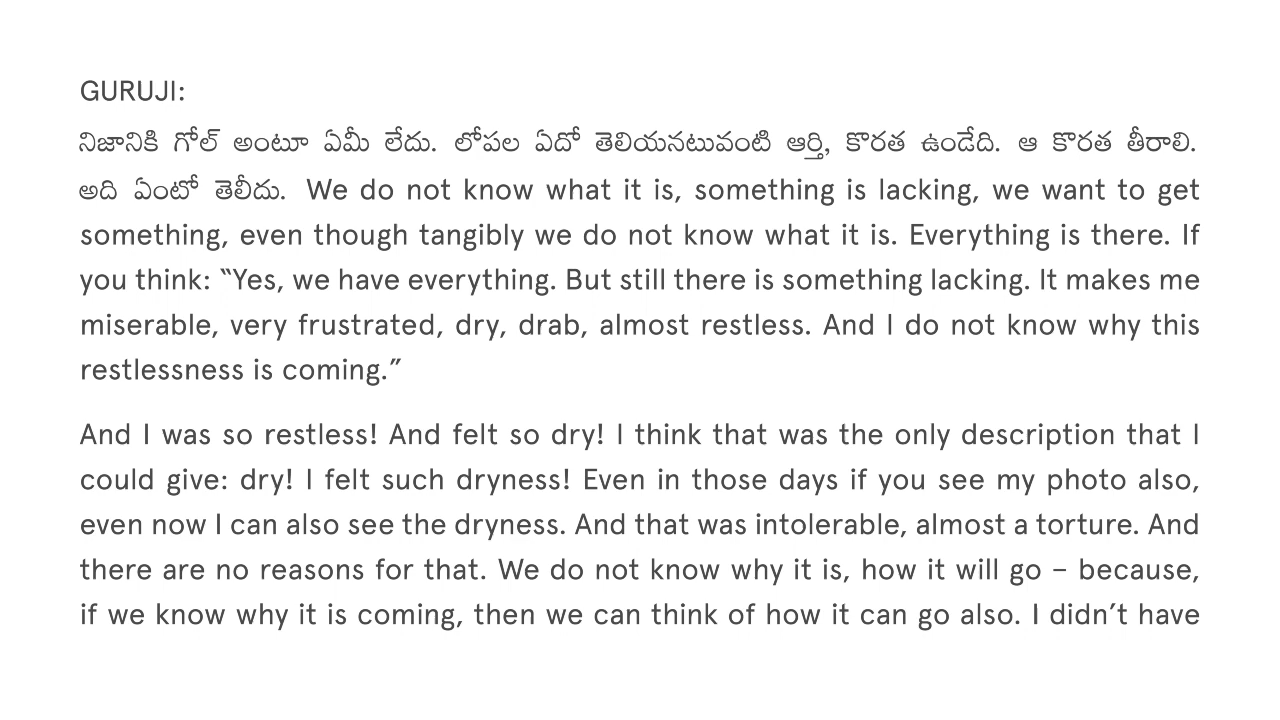 GURUJI:
నిజానికి గోల్ అంటూ ఏమీ లేదు. లోపల ఏదో తెలియనటువంటి ఆర్తి, కొరత ఉండేది. ఆ కొరత తీరాలి.
అది ఏంటో తెలీదు. We do not know what it is, something is lacking, we want to get
something, even though tangibly we do not know what it is. Everything is there. If
you think: “Yes, we have everything. But still there is something lacking. It makes me
miserable, very frustrated, dry, drab, almost restless. And I do not know why this
restlessness is coming.”
And I was so restless! And felt so dry! I think that was the only description that I
could give: dry! I felt such dryness! Even in those days if you see my photo also,
even now I can also see the dryness. And that was intolerable, almost a torture. And
there are no reasons for that. We do not know why it is, how it will go – because,
if we know why it is coming, then we can think of how it can go also. I didn’t have